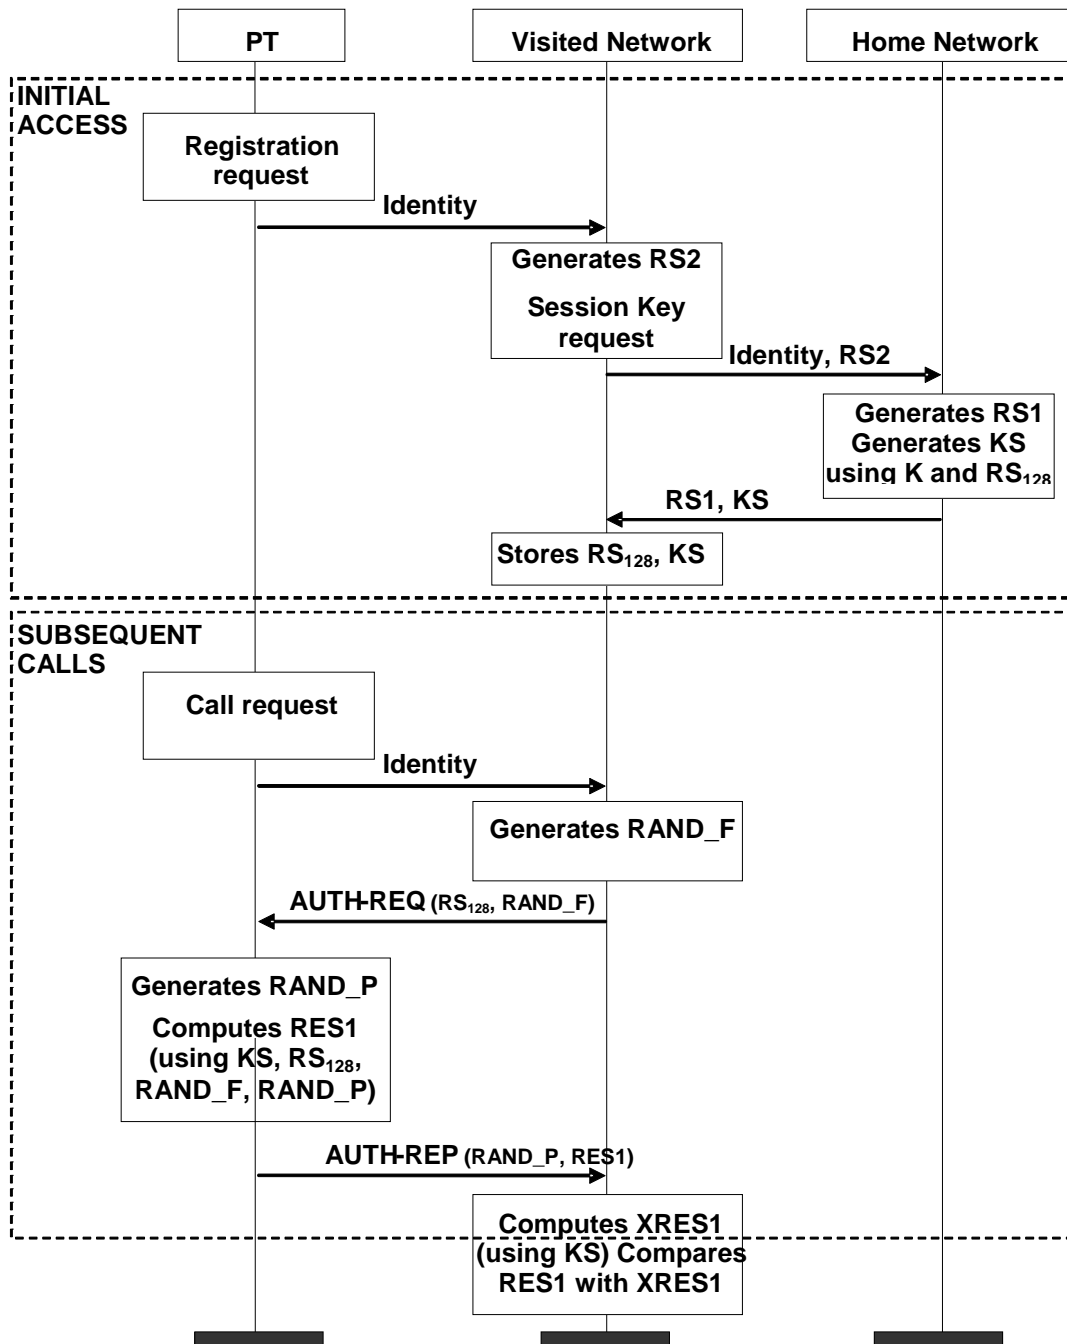 PT
Visited Network
Home Network
INITIAL
ACCESS
Registration
request
Identity
Generates RS2
Session Key
request
Identity, RS2
Generates RS1
Generates KS
using K and RS₁₂₈
RS1, KS
Stores RS₁₂₈, KS
SUBSEQUENT
CALLS
Call request
Identity
Generates RAND_F
AUTH-REQ (RS₁₂₈, RAND_F)
Generates RAND_P
Computes RES1
(using KS, RS₁₂₈,
RAND_F, RAND_P)
AUTH-REP (RAND_P, RES1)
Computes XRES1
(using KS) Compares
RES1 with XRES1